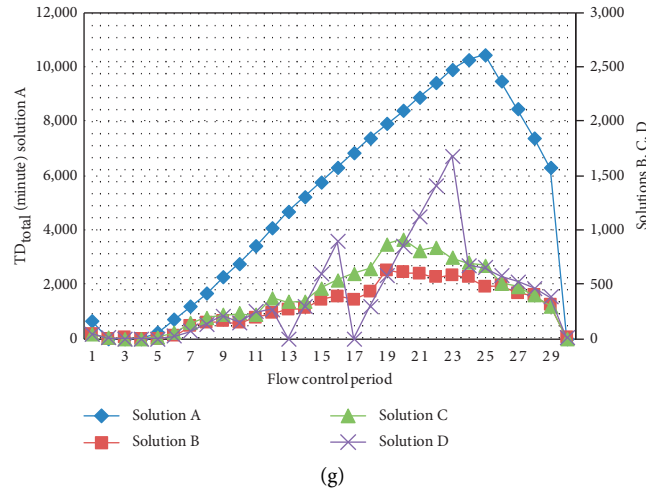 12,000
10,000
8,000
6,000
4,000
2,000
0
3,000
2,500
2,000
1,500
1,000
500
0
TDtotal (minute) solution A
Solutions B, C, D
1 3 5 7 9 11 13 15 17 19 21 23 25 27 29
Flow control period
Solution A
Solution B
Solution C
Solution D
(g)